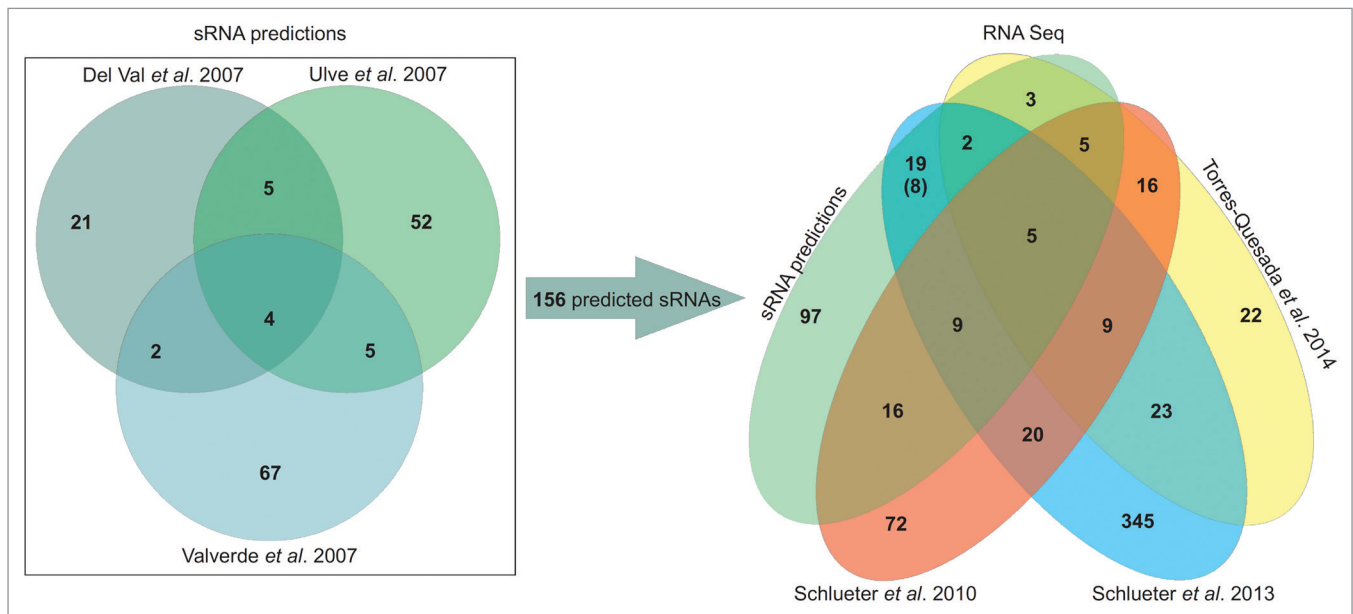 sRNA predictions
Del Val et al. 2007
Ulve et al. 2007
5
21
52
4
2
5
67
Valverde et al. 2007
156 predicted sRNAs
RNA Seq
3
2
5
19
(8)
16
5
sRNA predictions
Torres-Quesada et al. 2014
97
9
9
22
16
23
20
72
345
Schlueter et al. 2010
Schlueter et al. 2013